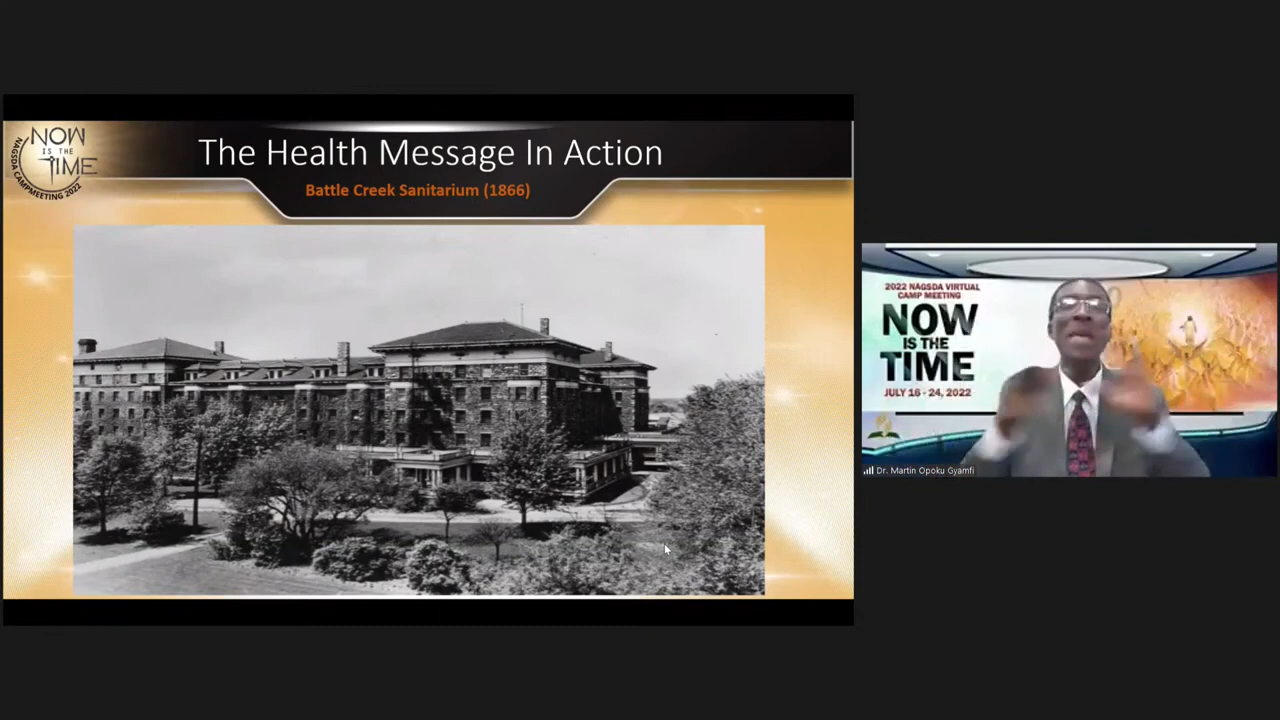 NOW
IS THE
TIME
NAGSDA CAMPMEETING 2022
The Health Message In Action
Battle Creek Sanitarium (1866)
2022 NAGSDA VIRTUAL
CAMP MEETING
NOW
IS THE
TIME
JULY 16 - 24, 2022
Dr. Martin Opoku Gyamfi